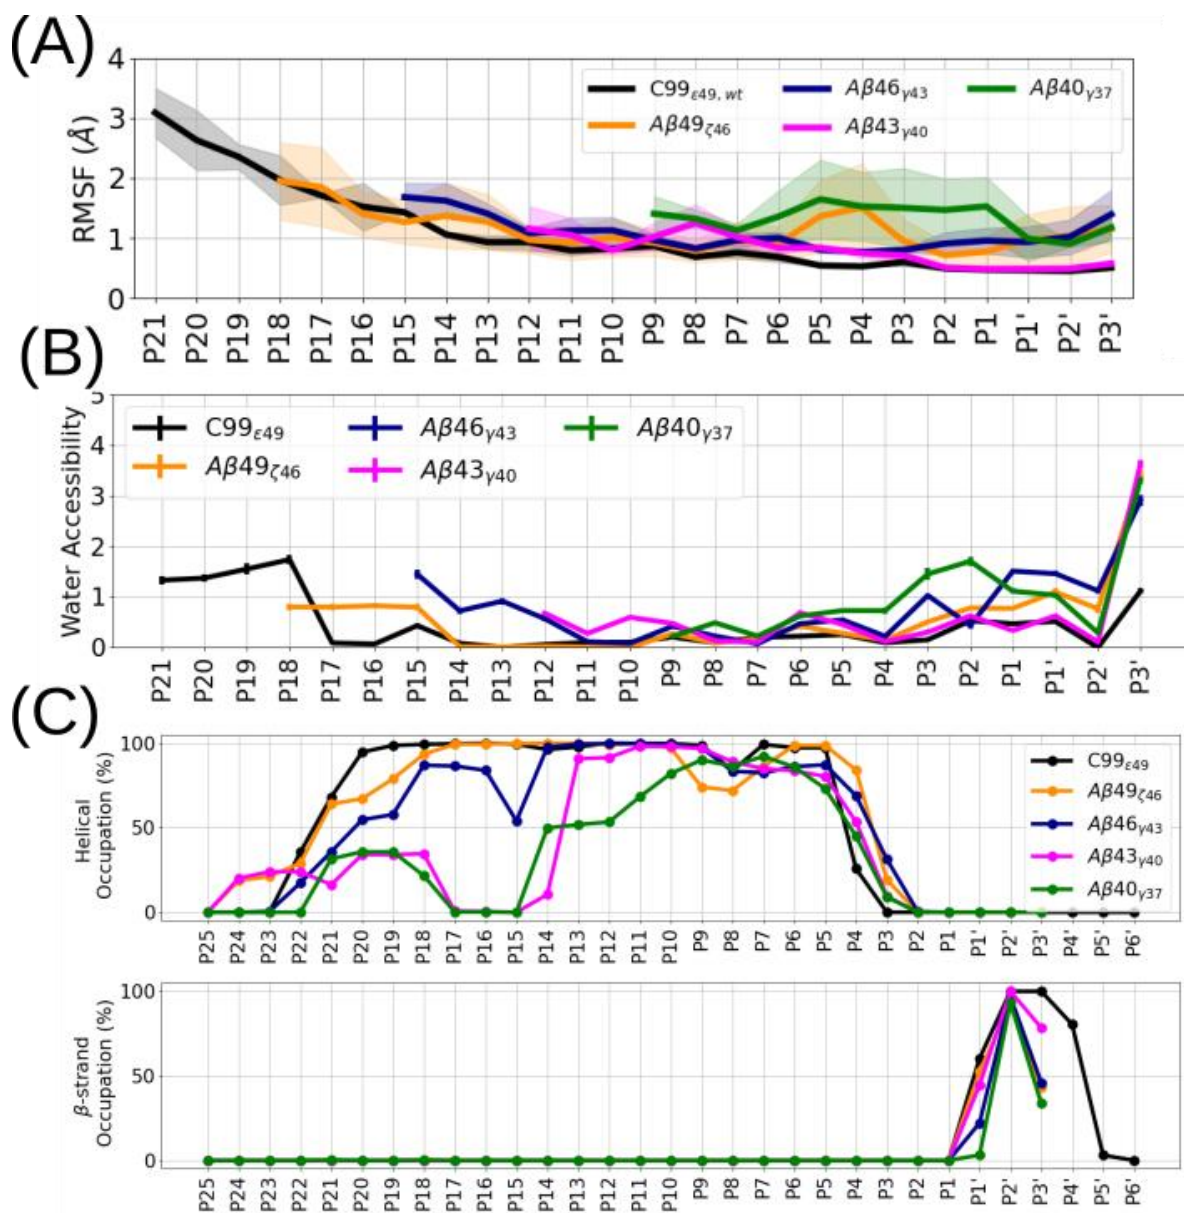 (A)
RMSF (Å)
4
3
2
1
0
C99ε49, wt
Aβ46γ43
Aβ40γ37
Aβ49ζ46
Aβ43γ40
P21 P20 P19 P18 P17 P16 P15 P14 P13 P12 P11 P10 P9 P8 P7 P6 P5 P4 P3 P2 P1 P1' P2' P3'
(B)
Water Accessibility
5
4
3
2
1
0
C99ε49
Aβ46γ43
Aβ40γ37
Aβ49ζ46
Aβ43γ40
P21 P20 P19 P18 P17 P16 P15 P14 P13 P12 P11 P10 P9 P8 P7 P6 P5 P4 P3 P2 P1 P1' P2' P3'
(C)
Helical
Occupation (%)
100
50
0
C99ε49
Aβ49ζ46
Aβ46γ43
Aβ43γ40
Aβ40γ37
P25 P24 P23 P22 P21 P20 P19 P18 P17 P16 P15 P14 P13 P12 P11 P10 P9 P8 P7 P6 P5 P4 P3 P2 P1 P1' P2' P3' P4' P5' P6'
β-strand
Occupation (%)
100
50
0
P25 P24 P23 P22 P21 P20 P19 P18 P17 P16 P15 P14 P13 P12 P11 P10 P9 P8 P7 P6 P5 P4 P3 P2 P1 P1' P2' P3' P4' P5' P6'